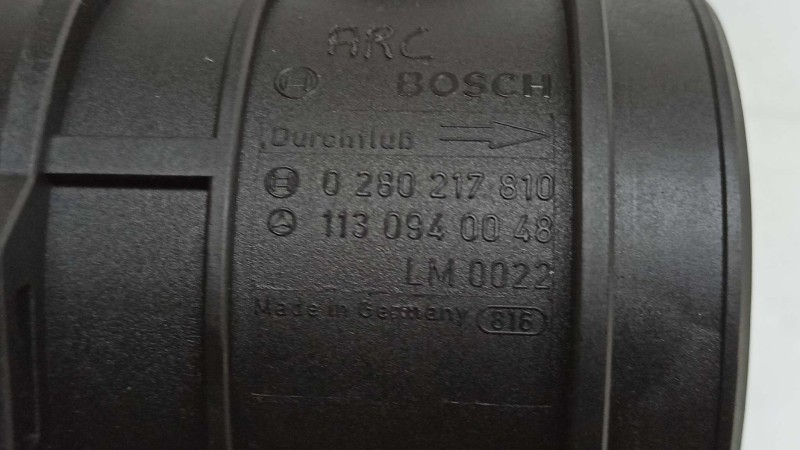 ARC
BOSCH
Durchfluß
0 280 217 810
113 094 00 48
LM 0022
Made in Germany 816